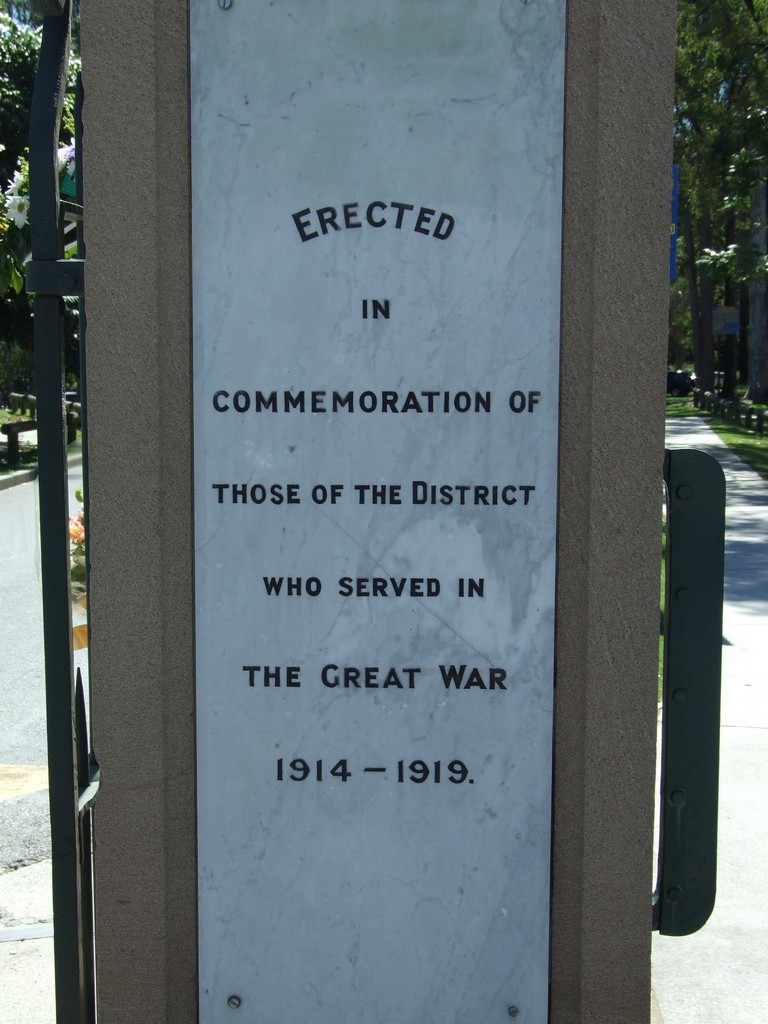 ERECTED
IN
COMMEMORATION OF
THOSE OF THE DISTRICT
WHO SERVED IN
THE GREAT WAR
1914 – 1919.